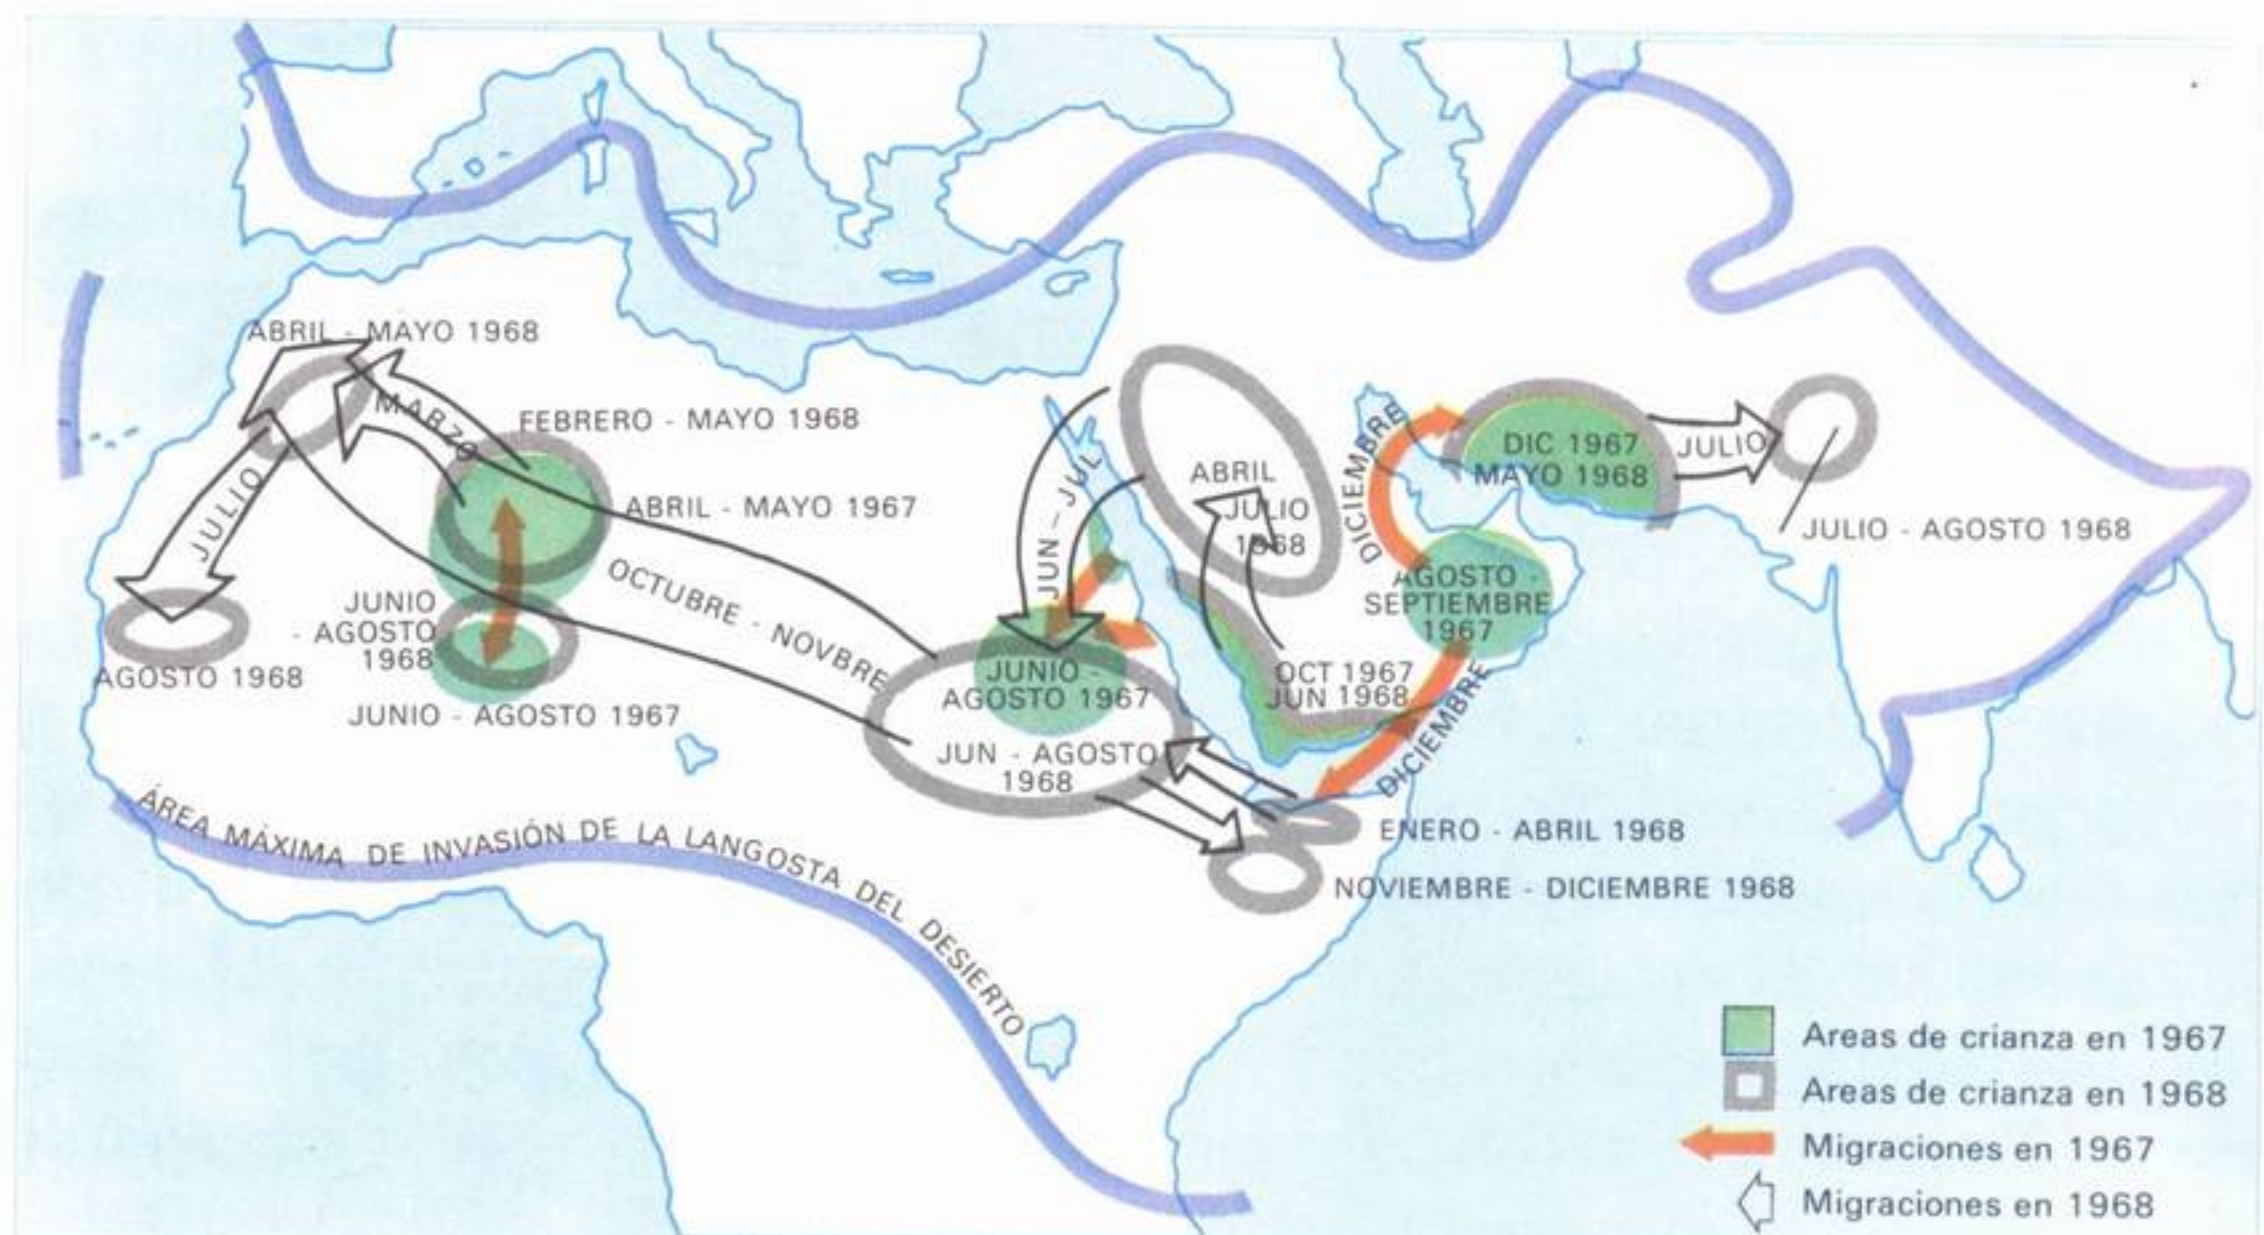 ABRIL - MAYO 1968
MARZO
FEBRERO - MAYO 1968
ABRIL - MAYO 1967
JULIO
AGOSTO 1968
JUNIO
- AGOSTO
1968
JUNIO - AGOSTO 1967
OCTUBRE - NOVBRE
JUN-JUL
JUNIO -
AGOSTO 1967
JUN - AGOSTO
1968
ABRIL
JULIO
1968
OCT 1967
JUN 1968
DICIEMBRE
AGOSTO -
SEPTIEMBRE
1967
DICIEMBRE
DIC 1967
MAYO 1968
JULIO
JULIO - AGOSTO 1968
ENERO - ABRIL 1968
NOVIEMBRE - DICIEMBRE 1968
ÁREA MÁXIMA DE INVASIÓN DE LA LANGOSTA DEL DESIERTO
Areas de crianza en 1967
Areas de crianza en 1968
Migraciones en 1967
Migraciones en 1968